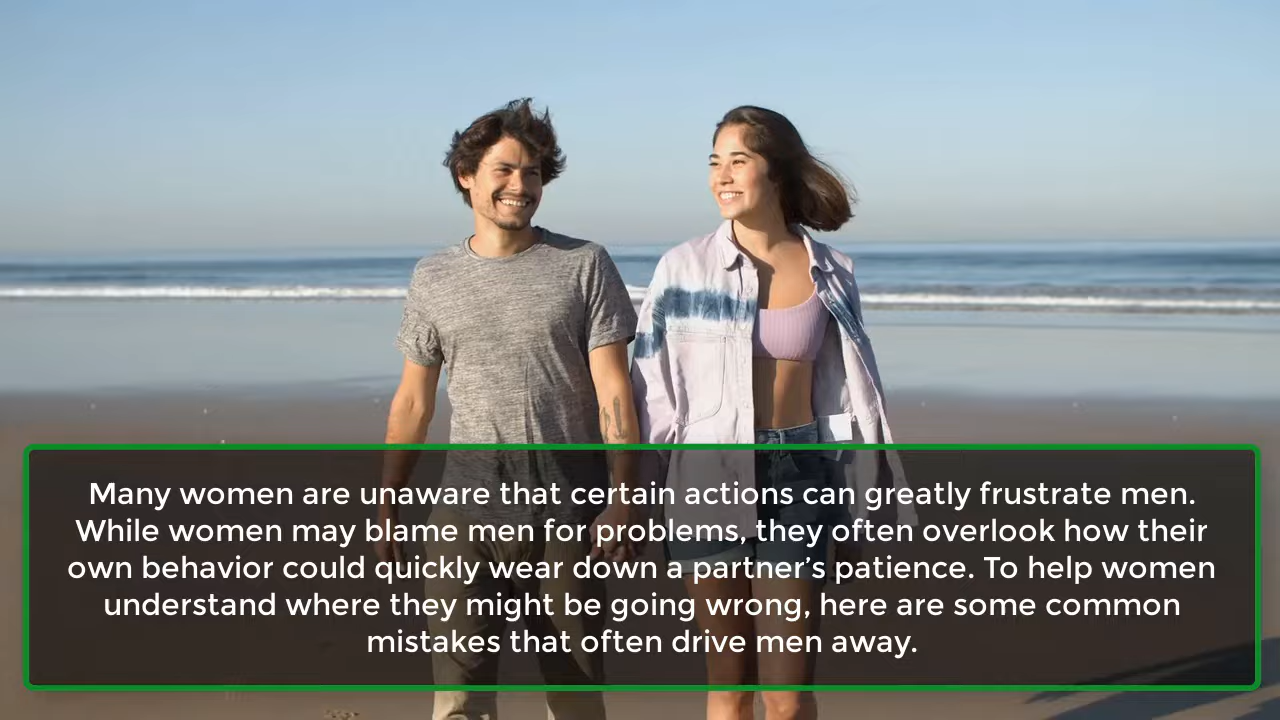 Many women are unaware that certain actions can greatly frustrate men.
While women may blame men for problems, they often overlook how their
own behavior could quickly wear down a partner’s patience. To help women
understand where they might be going wrong, here are some common
mistakes that often drive men away.